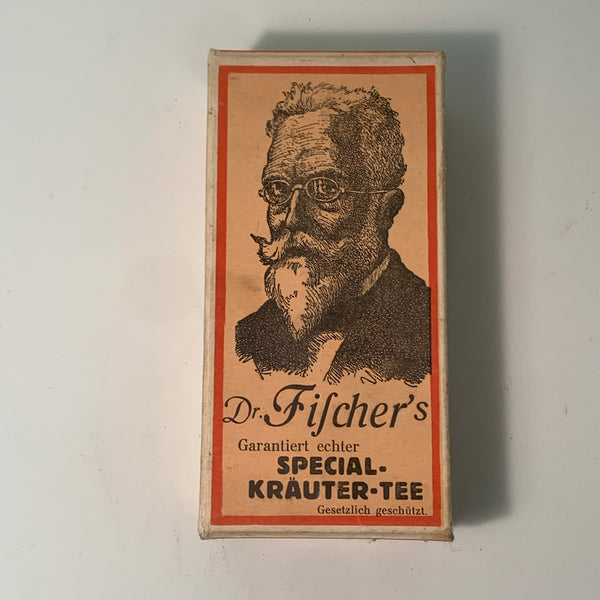 Dr. Fiſcher's
Garantiert echter
SPECIAL-
KRÄUTER-TEE
Gesetzlich geschützt.